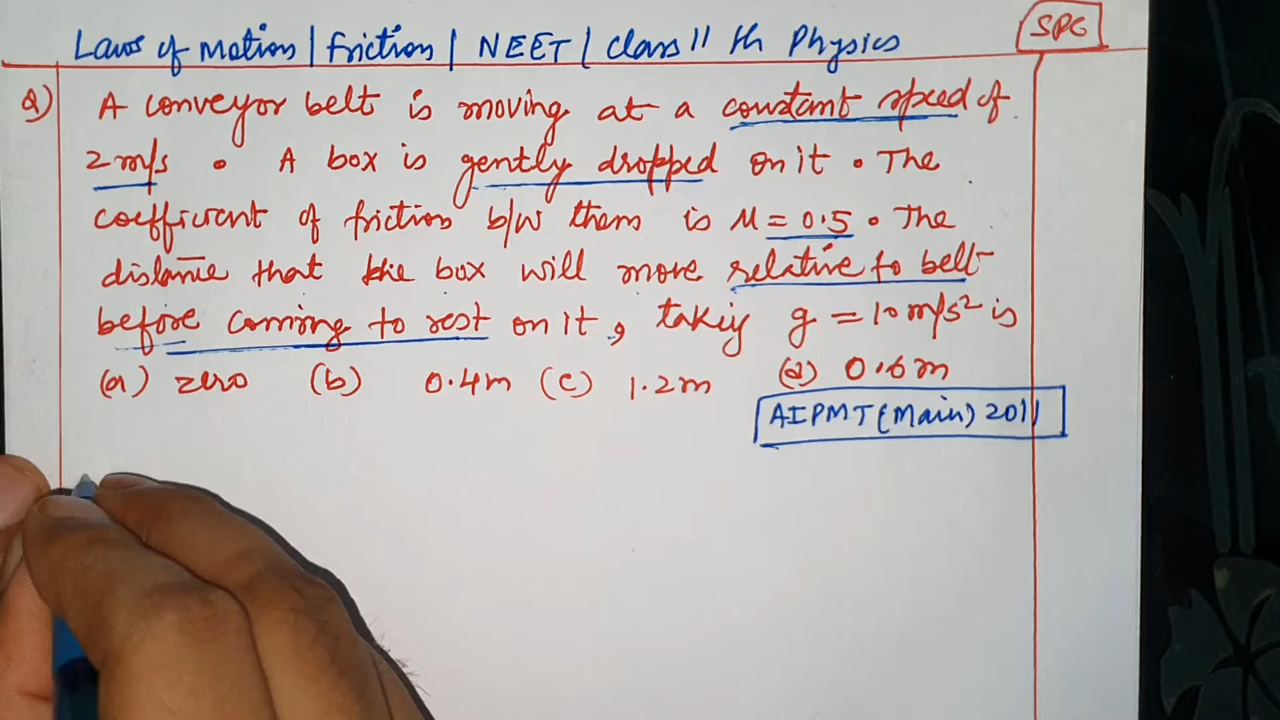 SPC
Laws of Motion | Friction | NEET | Class 11 th Physics
Q) A conveyor belt is moving at a constant speed of
2 m/s . A box is gently dropped on it . The
coefficient of friction b/w them is μ = 0.5 . The
distance that the box will move relative to belt
before coming to rest on it , taking g = 10 m/s² is
(a) zero (b) 0.4m (c) 1.2m (d) 0.6m
AIPMT (Main) 2011